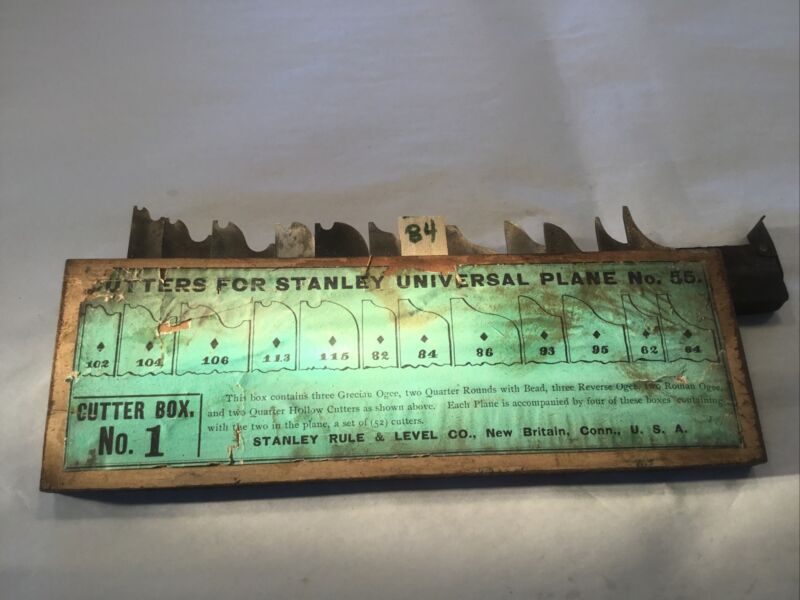 84
CUTTERS FOR STANLEY UNIVERSAL PLANE No. 55.
102 104 106 113 115 82 84 86 93 95 62 64
CUTTER BOX.
No. 1
This box contains three Grecian Ogee, two Quarter Rounds with Bead, three Reverse Ogee, two Roman Ogee,
and two Quarter Hollow Cutters as shown above. Each Plane is accompanied by four of these boxes containing,
with the two in the plane, a set of (52) cutters.
STANLEY RULE & LEVEL CO., New Britain, Conn., U. S. A.